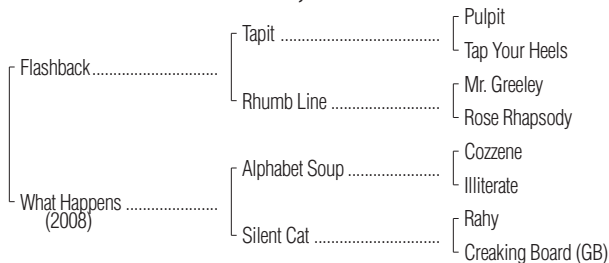 Pulpit
Tapit ........................................
Tap Your Heels
Flashback................................
Mr. Greeley
Rhumb Line ...........................
Rose Rhapsody
Cozzene
Alphabet Soup .......................
Illiterate
What Happens .......................
(2008)
Rahy
Silent Cat ................................
Creaking Board (GB)